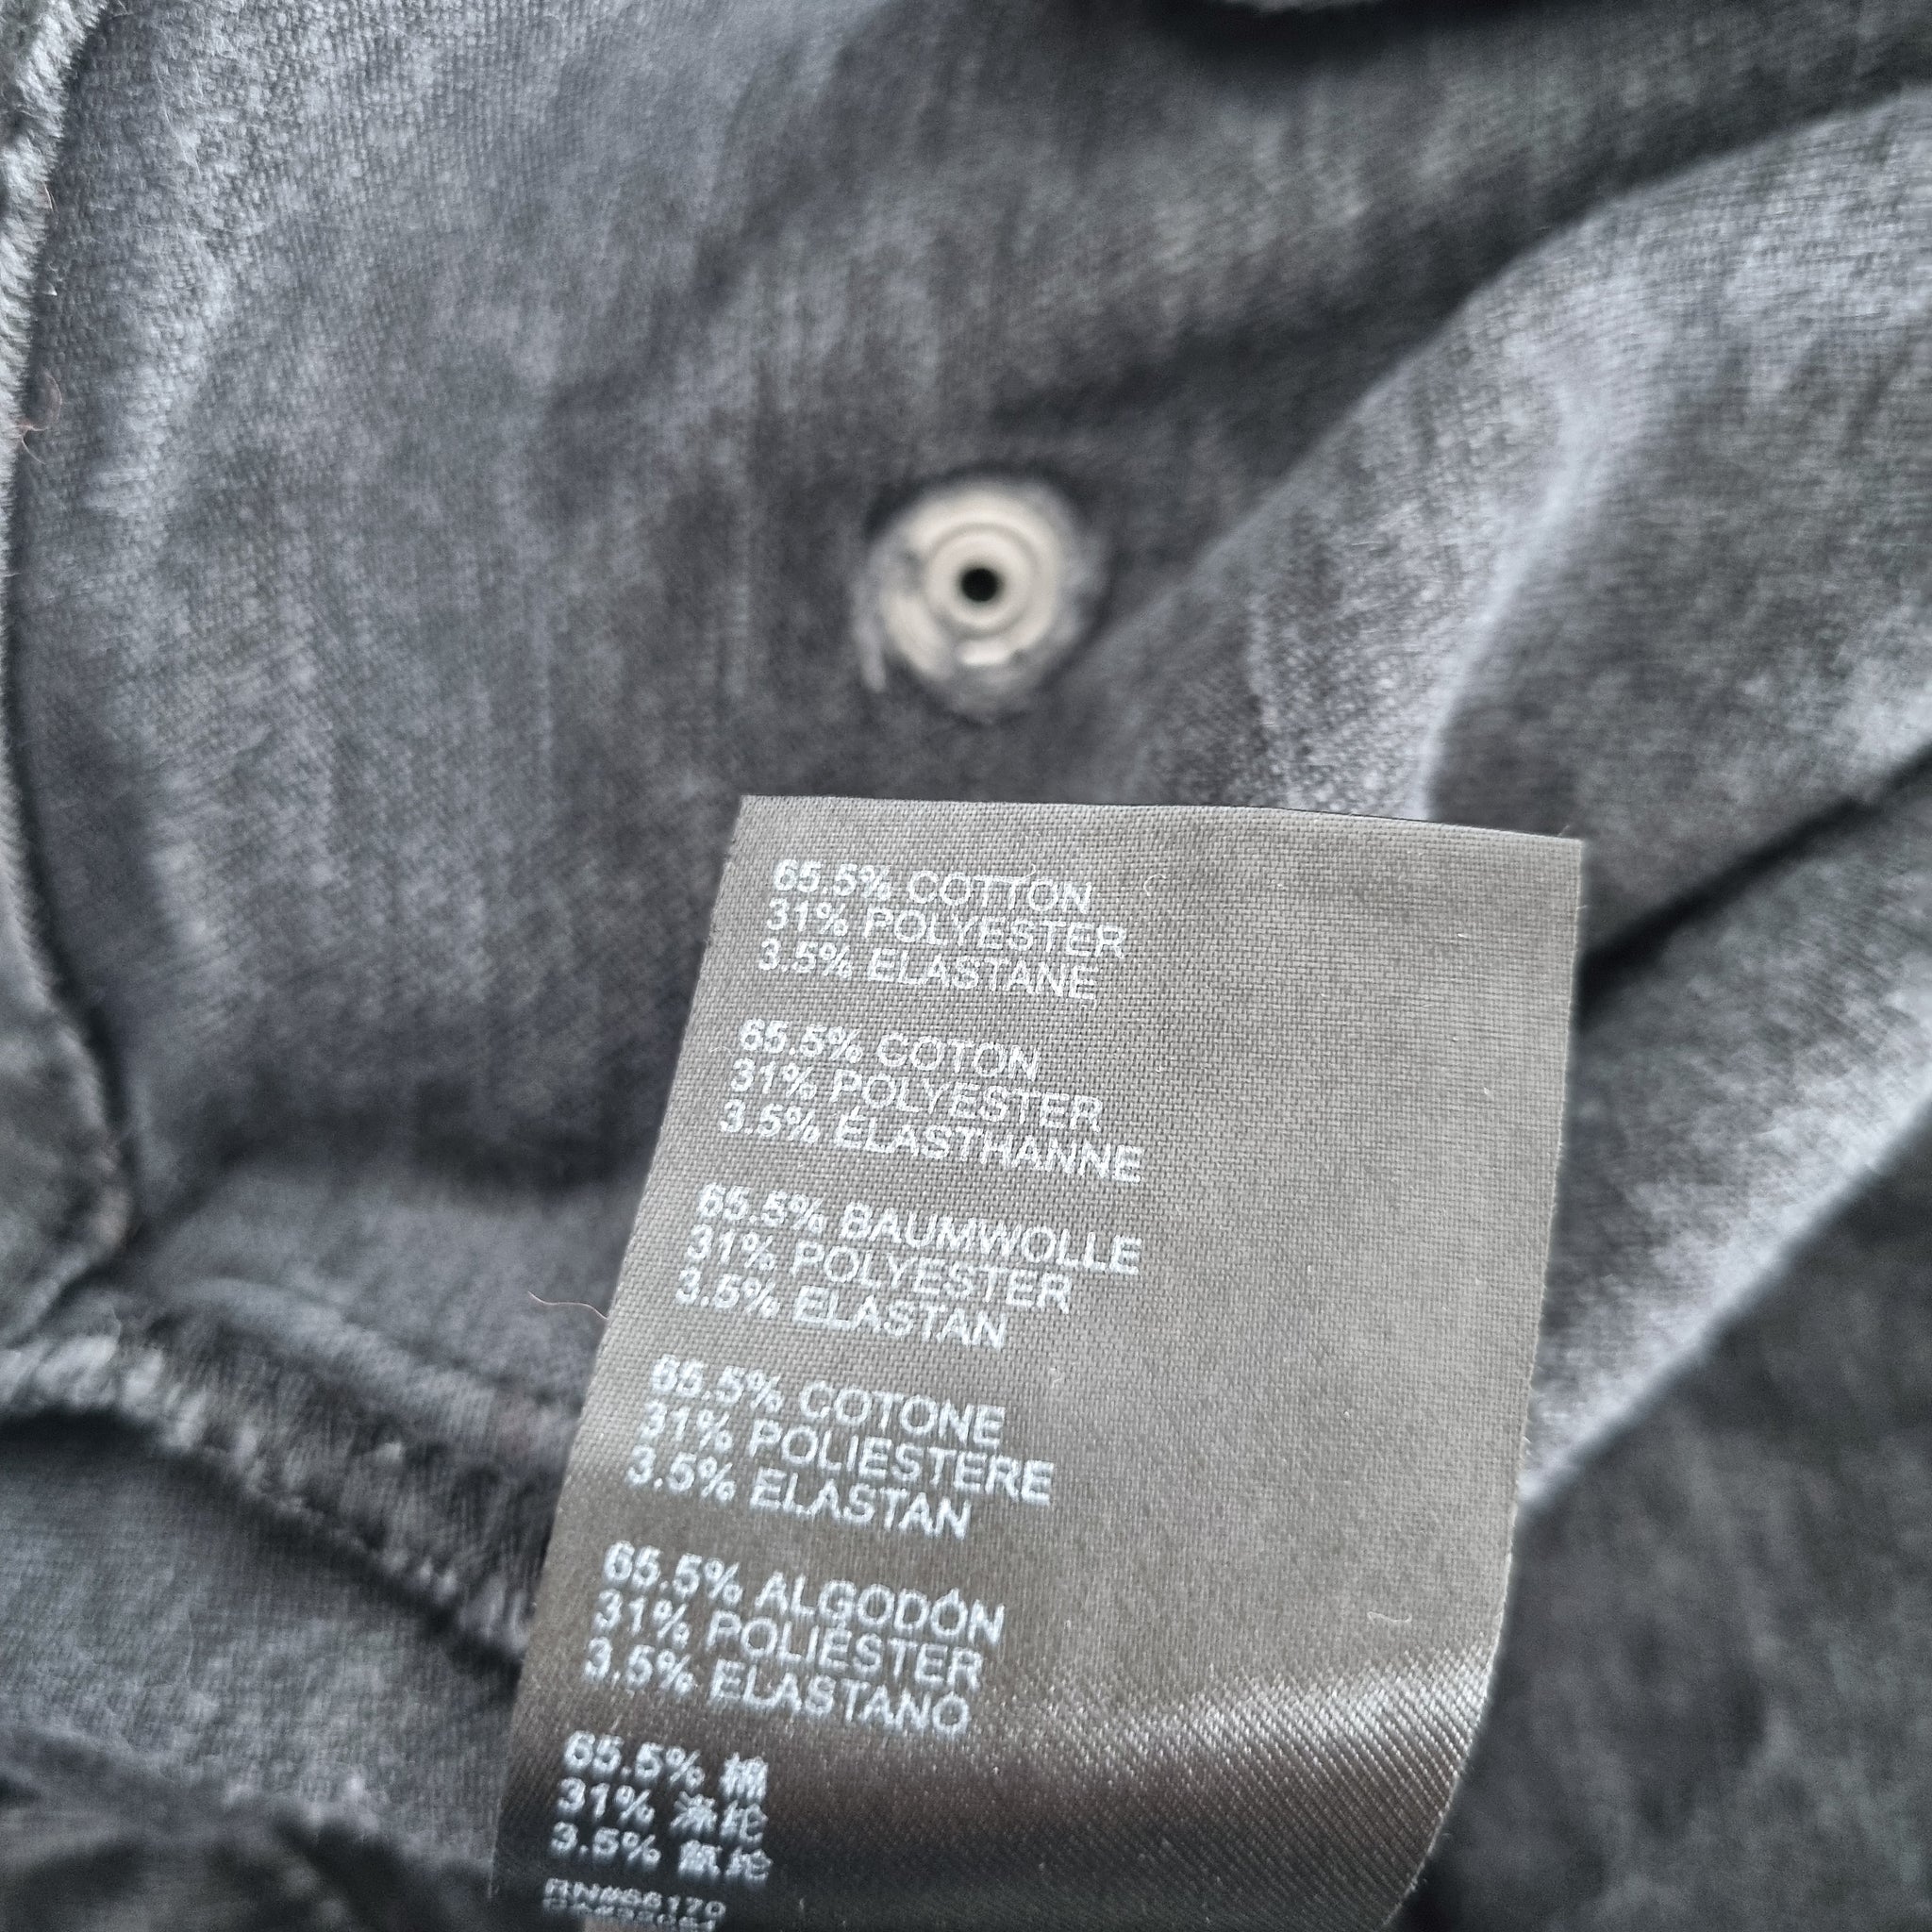 65.5% COTTON
31% POLYESTER
3.5% ELASTANE
65.5% COTON
31% POLYESTER
3.5% ÉLASTHANNE
65.5% BAUMWOLLE
31% POLYESTER
3.5% ELASTAN
65.5% COTONE
31% POLIESTERE
3.5% ELASTAN
65.5% ALGODÓN
31% POLIÉSTER
3.5% ELASTANO
65.5% 棉
31% 涤纶
3.5% 氨纶